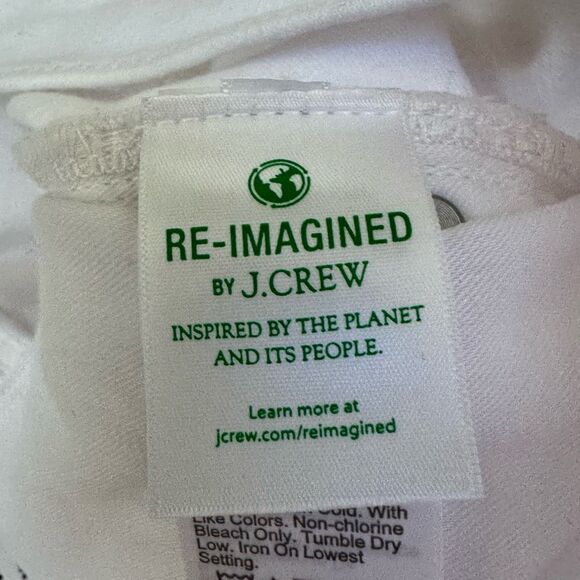 RE-IMAGINED
BY J.CREW
INSPIRED BY THE PLANET
AND ITS PEOPLE.
Learn more at
jcrew.com/reimagined
Cold. With
Like Colors. Non-chlorine
Bleach Only. Tumble Dry
Low. Iron On Lowest
Setting.